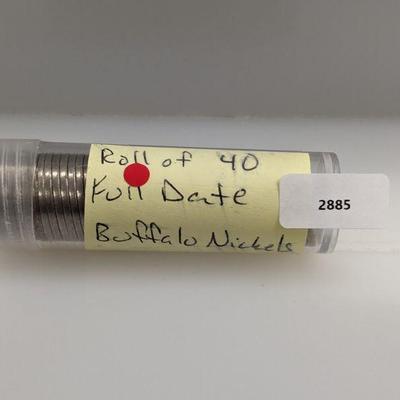 Roll of 40
Full Date
Buffalo Nickels
2885